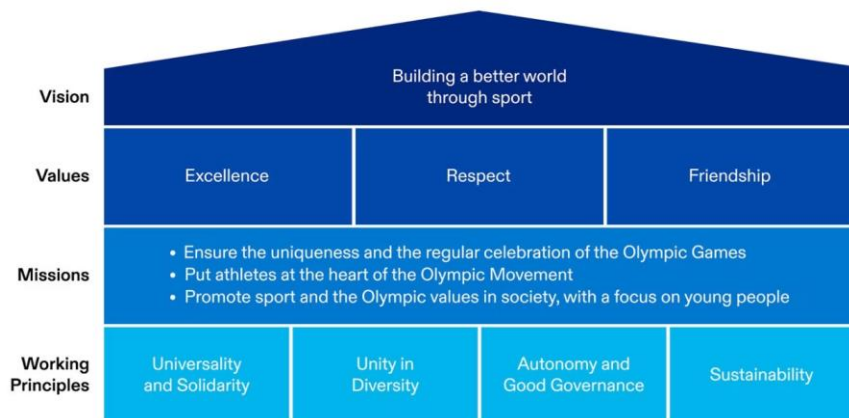 Vision
Building a better world
through sport
Values
Excellence
Respect
Friendship
Missions
• Ensure the uniqueness and the regular celebration of the Olympic Games
• Put athletes at the heart of the Olympic Movement
• Promote sport and the Olympic values in society, with a focus on young people
Working
Principles
Universality
and Solidarity
Unity in
Diversity
Autonomy and
Good Governance
Sustainability